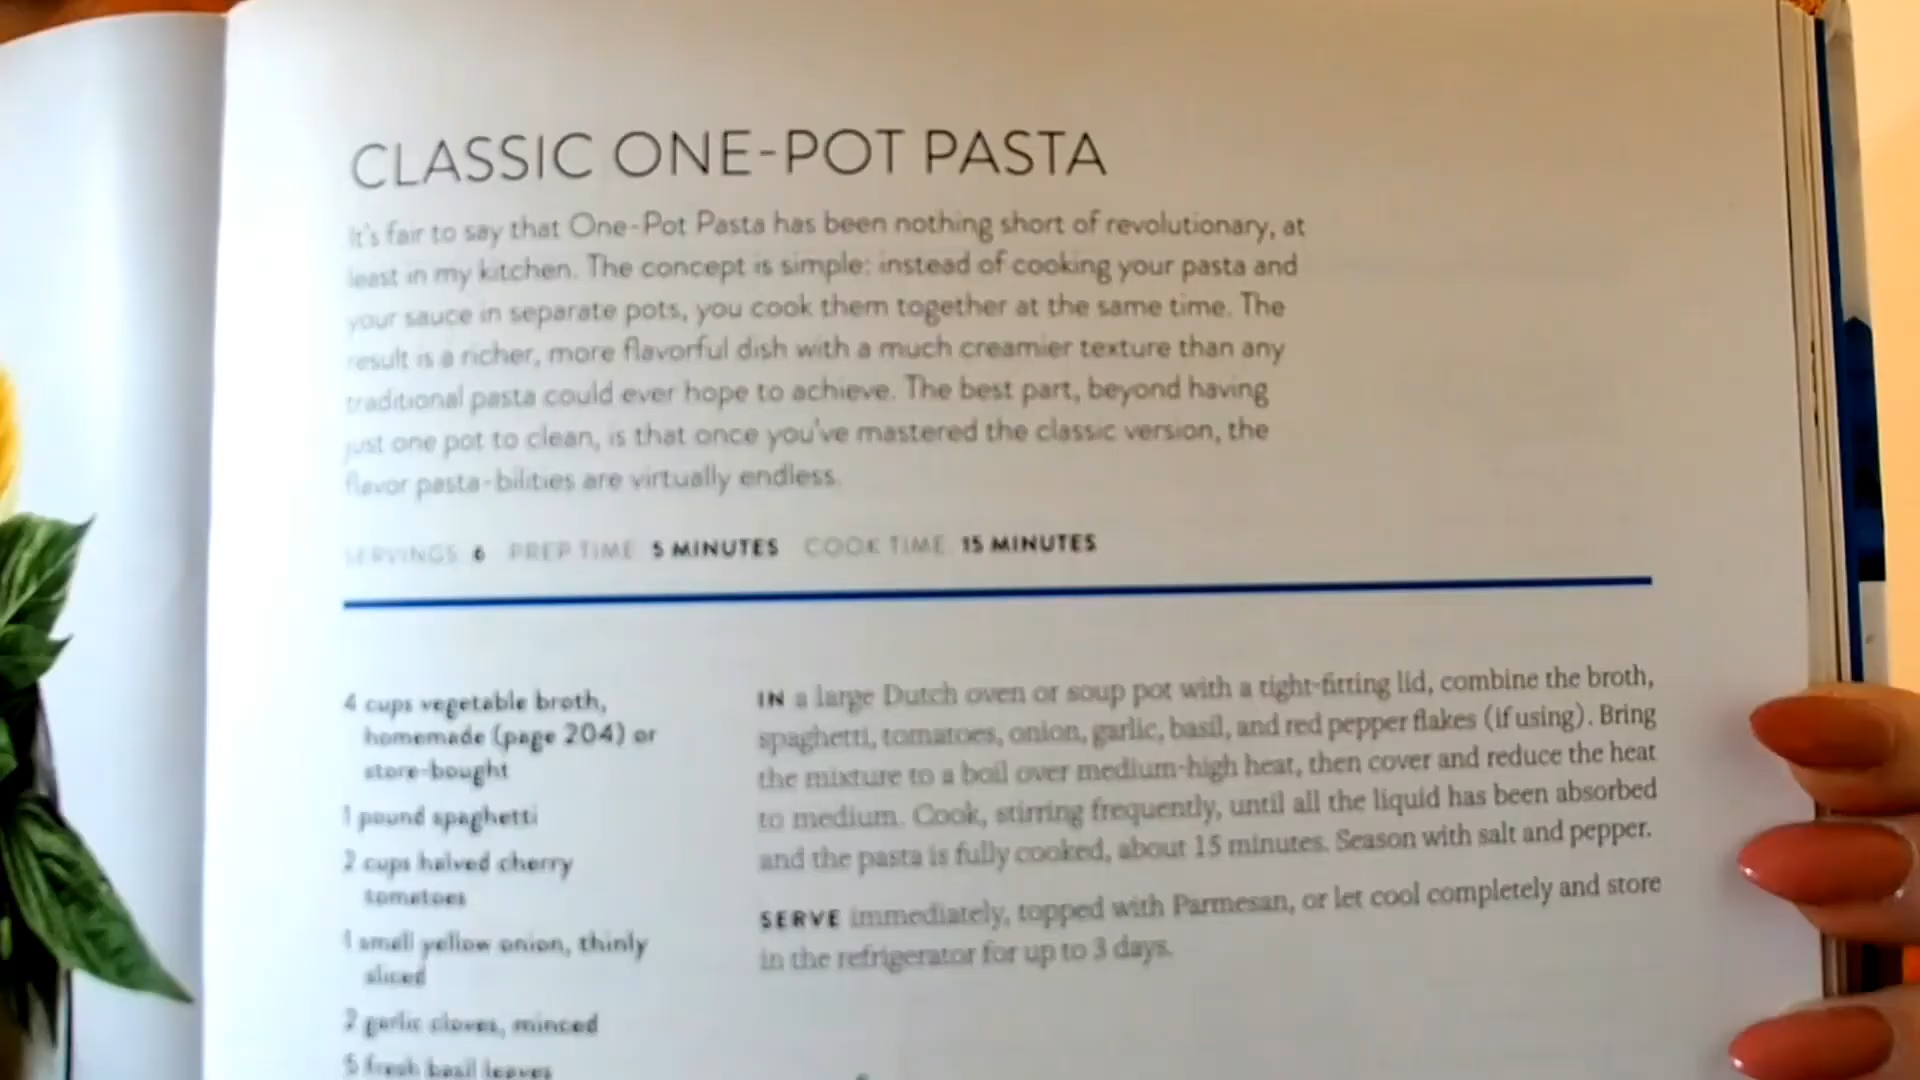 CLASSIC ONE-POT PASTA
It's fair to say that One-Pot Pasta has been nothing short of revolutionary, at
least in my kitchen. The concept is simple: instead of cooking your pasta and
your sauce in separate pots, you cook them together at the same time. The
result is a richer, more flavorful dish with a much creamier texture than any
traditional pasta could ever hope to achieve. The best part, beyond having
just one pot to clean, is that once you've mastered the classic version, the
flavor pasta-bilities are virtually endless.
SERVINGS 6 PREP TIME 5 MINUTES COOK TIME 15 MINUTES
4 cups vegetable broth,
homemade (page 204) or
store-bought
1 pound spaghetti
2 cups halved cherry
tomatoes
1 small yellow onion, thinly
sliced
2 garlic cloves, minced
5 fresh basil leaves
IN a large Dutch oven or soup pot with a tight-fitting lid, combine the broth,
spaghetti, tomatoes, onion, garlic, basil, and red pepper flakes (if using). Bring
the mixture to a boil over medium-high heat, then cover and reduce the heat
to medium. Cook, stirring frequently, until all the liquid has been absorbed
and the pasta is fully cooked, about 15 minutes. Season with salt and pepper.
SERVE immediately, topped with Parmesan, or let cool completely and store
in the refrigerator for up to 3 days.